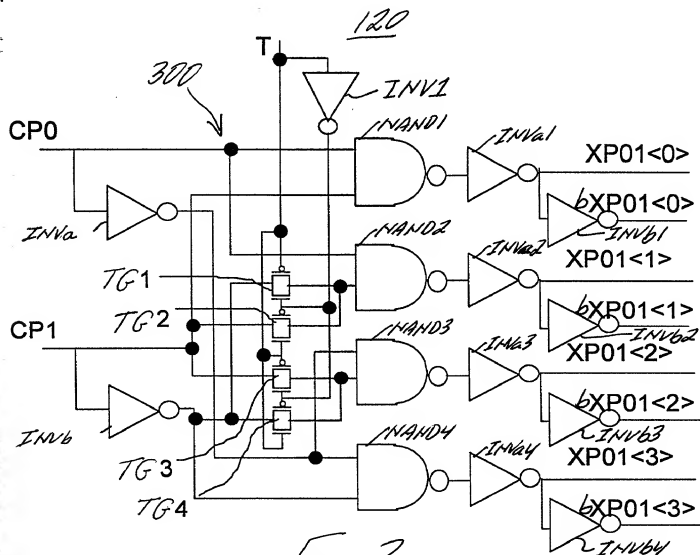 120
T
300
INV1
CP0
NAND1
INVa1
XP01<0>
bXP01<0>
INVa
INVb1
NAND2
INVa2
XP01<1>
TG1
bXP01<1>
TG2
INVb2
CP1
NAND3
INVa3
XP01<2>
bXP01<2>
INVb
INVb3
NAND4
INVa4
XP01<3>
TG3
TG4
bXP01<3>
INVb4